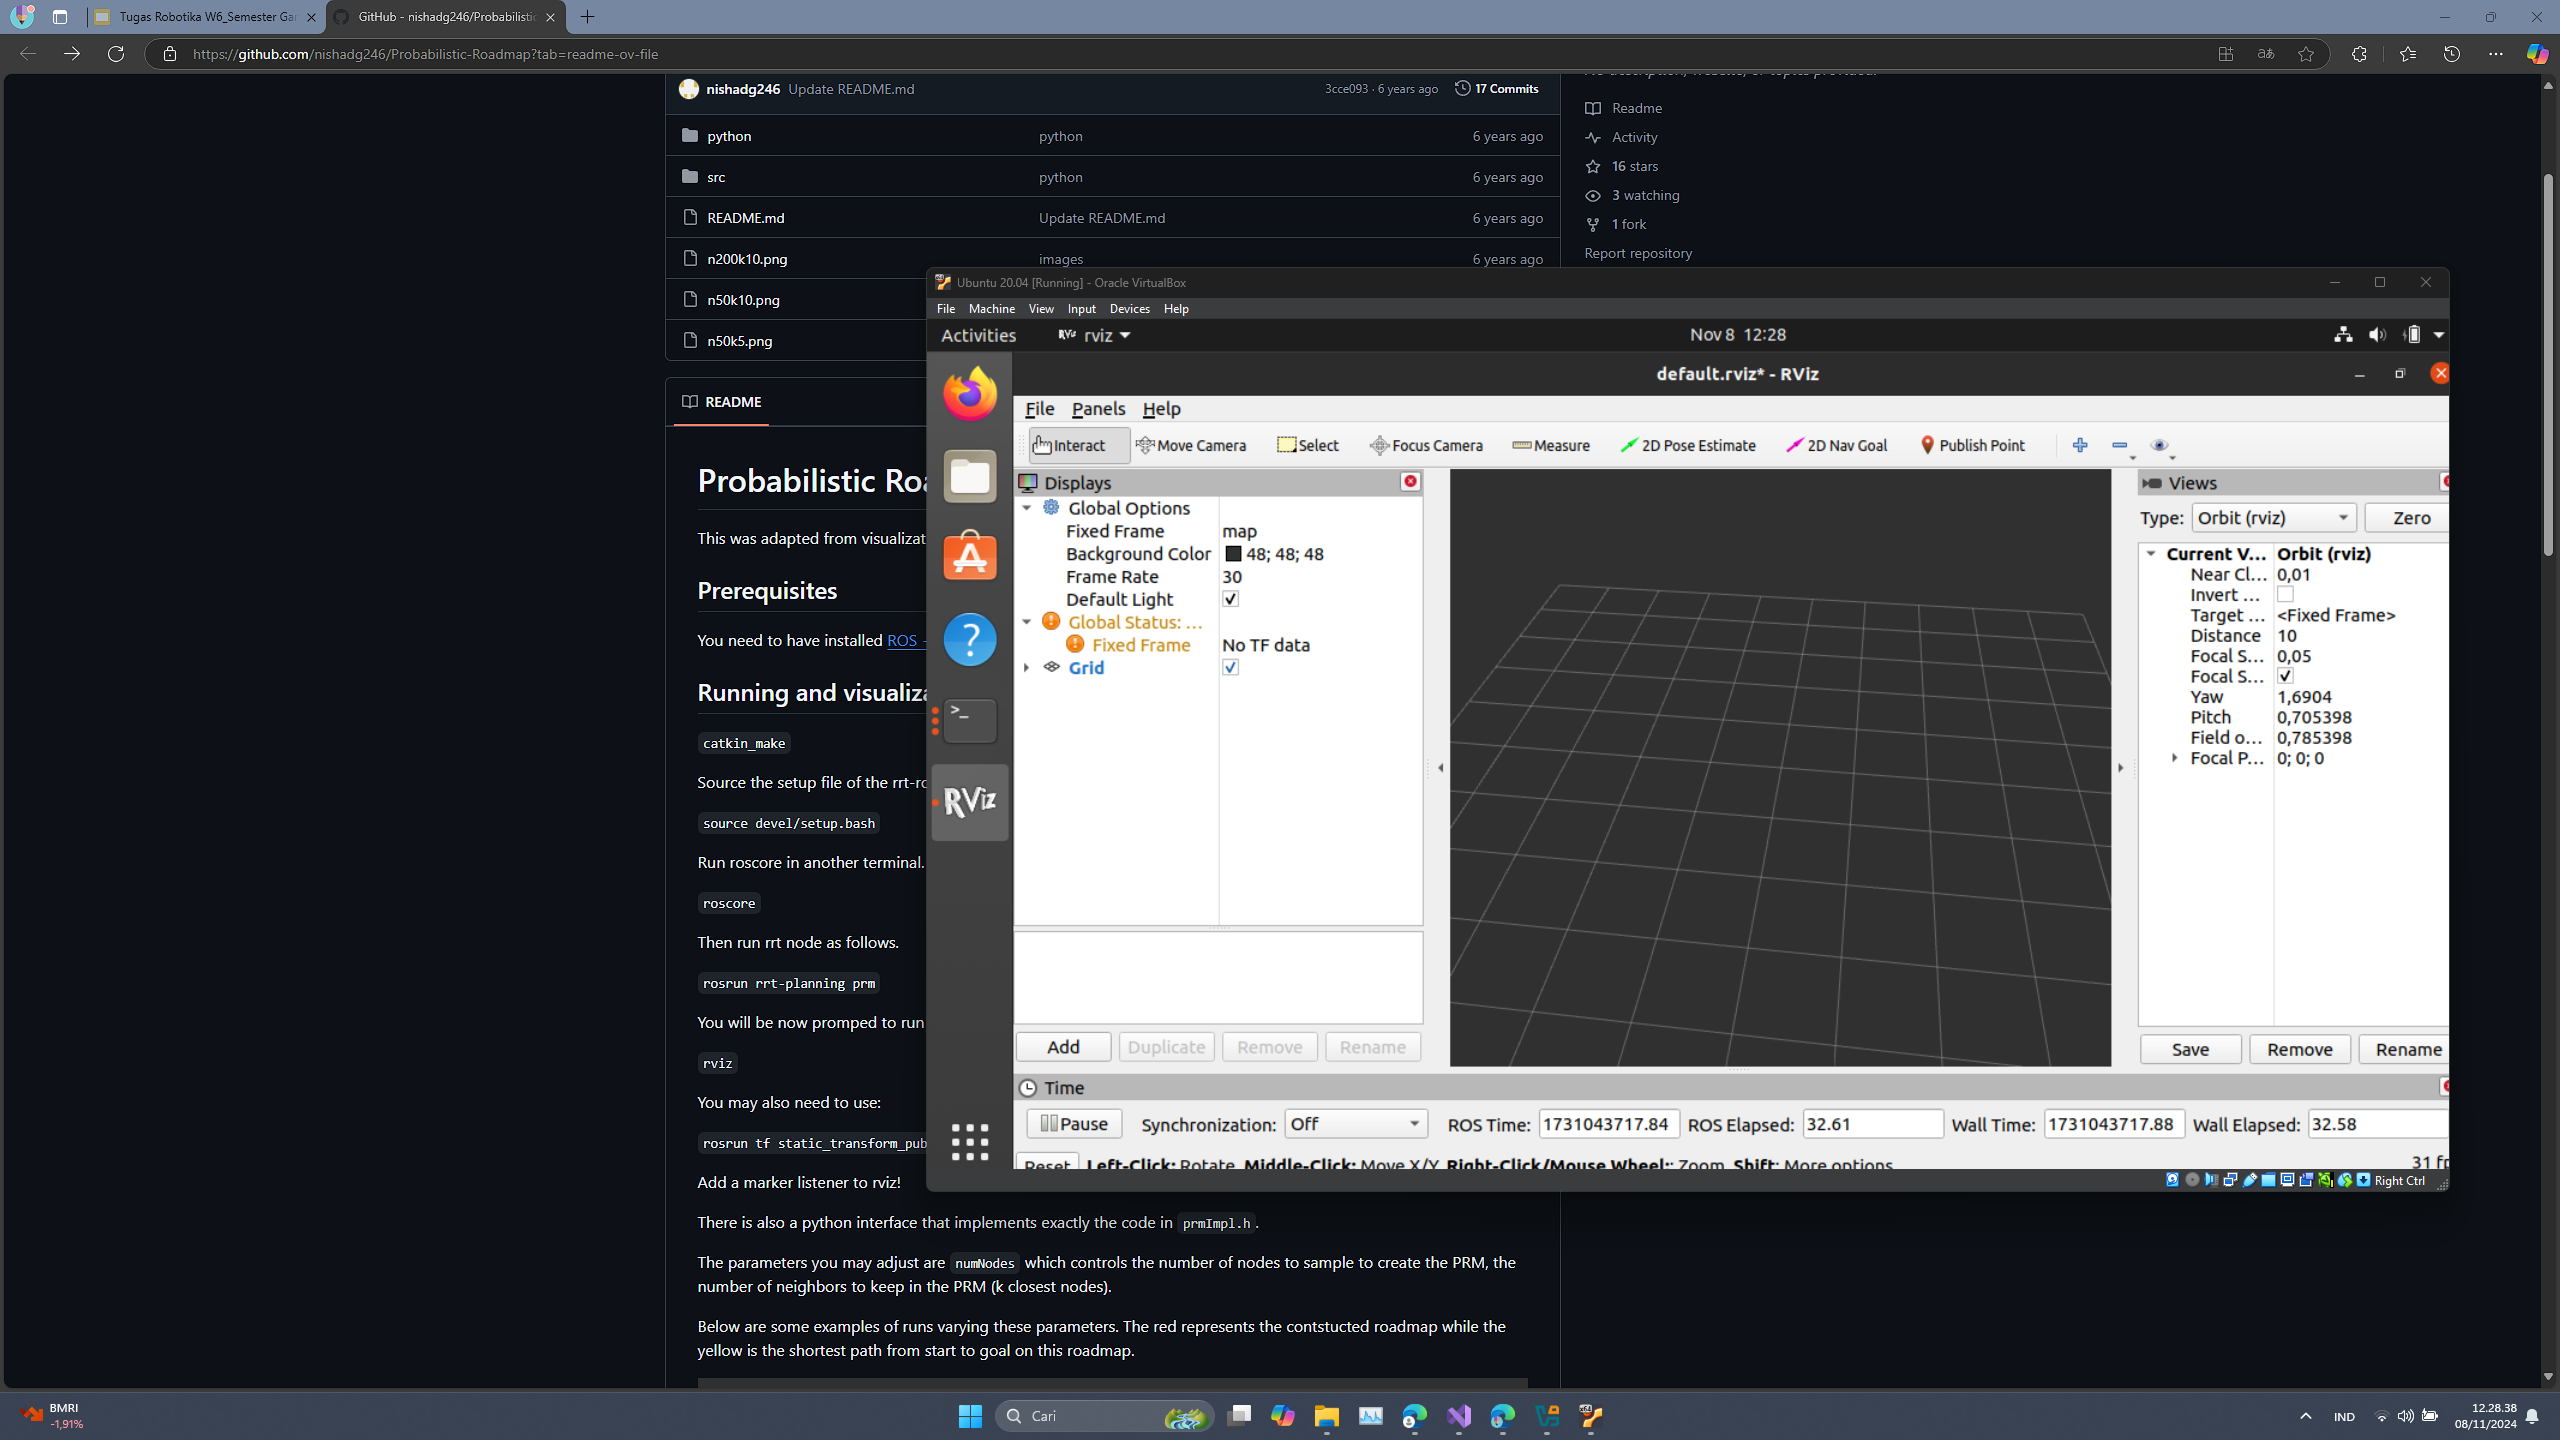 Tugas Robotika W6_Semester Gar
GitHub - nishadg246/Probabilistic
https://github.com/nishadg246/Probabilistic-Roadmap?tab=readme-ov-file
nishadg246 Update README.md 3cce093 · 6 years ago 17 Commits
python python 6 years ago
src python 6 years ago
README.md Update README.md 6 years ago
n200k10.png images 6 years ago
n50k10.png
n50k5.png
Readme
Activity
16 stars
3 watching
1 fork
Report repository
README
Probabilistic Roa
This was adapted from visualizat
Prerequisites
You need to have installed ROS -
Running and visualiza
catkin_make
Source the setup file of the rrt-ro
source devel/setup.bash
Run roscore in another terminal.
roscore
Then run rrt node as follows.
rosrun rrt-planning prm
You will be now promped to run
rviz
You may also need to use:
rosrun tf static_transform_pub
Add a marker listener to rviz!
There is also a python interface that implements exactly the code in prmImpl.h.
The parameters you may adjust are numNodes which controls the number of nodes to sample to create the PRM, the
number of neighbors to keep in the PRM (k closest nodes).
Below are some examples of runs varying these parameters. The red represents the contstucted roadmap while the
yellow is the shortest path from start to goal on this roadmap.
Ubuntu 20.04 [Running] - Oracle VirtualBox
File Machine View Input Devices Help
Activities rviz Nov 8 12:28
default.rviz* - RViz
File Panels Help
Interact Move Camera Select Focus Camera Measure 2D Pose Estimate 2D Nav Goal Publish Point
Displays
Global Options
Fixed Frame map
Background Color 48; 48; 48
Frame Rate 30
Default Light
Global Status: ...
Fixed Frame No TF data
Grid
Add Duplicate Remove Rename
Views
Type: Orbit (rviz) Zero
Current V... Orbit (rviz)
Near Cl... 0,01
Invert ...
Target ... <Fixed Frame>
Distance 10
Focal S... 0,05
Focal S...
Yaw 1,6904
Pitch 0,705398
Field o... 0,785398
Focal P... 0; 0; 0
Save Remove Rename
Time
Pause Synchronization: Off ROS Time: 1731043717.84 ROS Elapsed: 32.61 Wall Time: 1731043717.88 Wall Elapsed: 32.58
Reset Left-Click: Rotate. Middle-Click: Move X/Y. Right-Click/Mouse Wheel:: Zoom. Shift: More options. 31 fp
Right Ctrl
RViz
BMRI
-1,91%
Cari
IND
12.28.38
08/11/2024